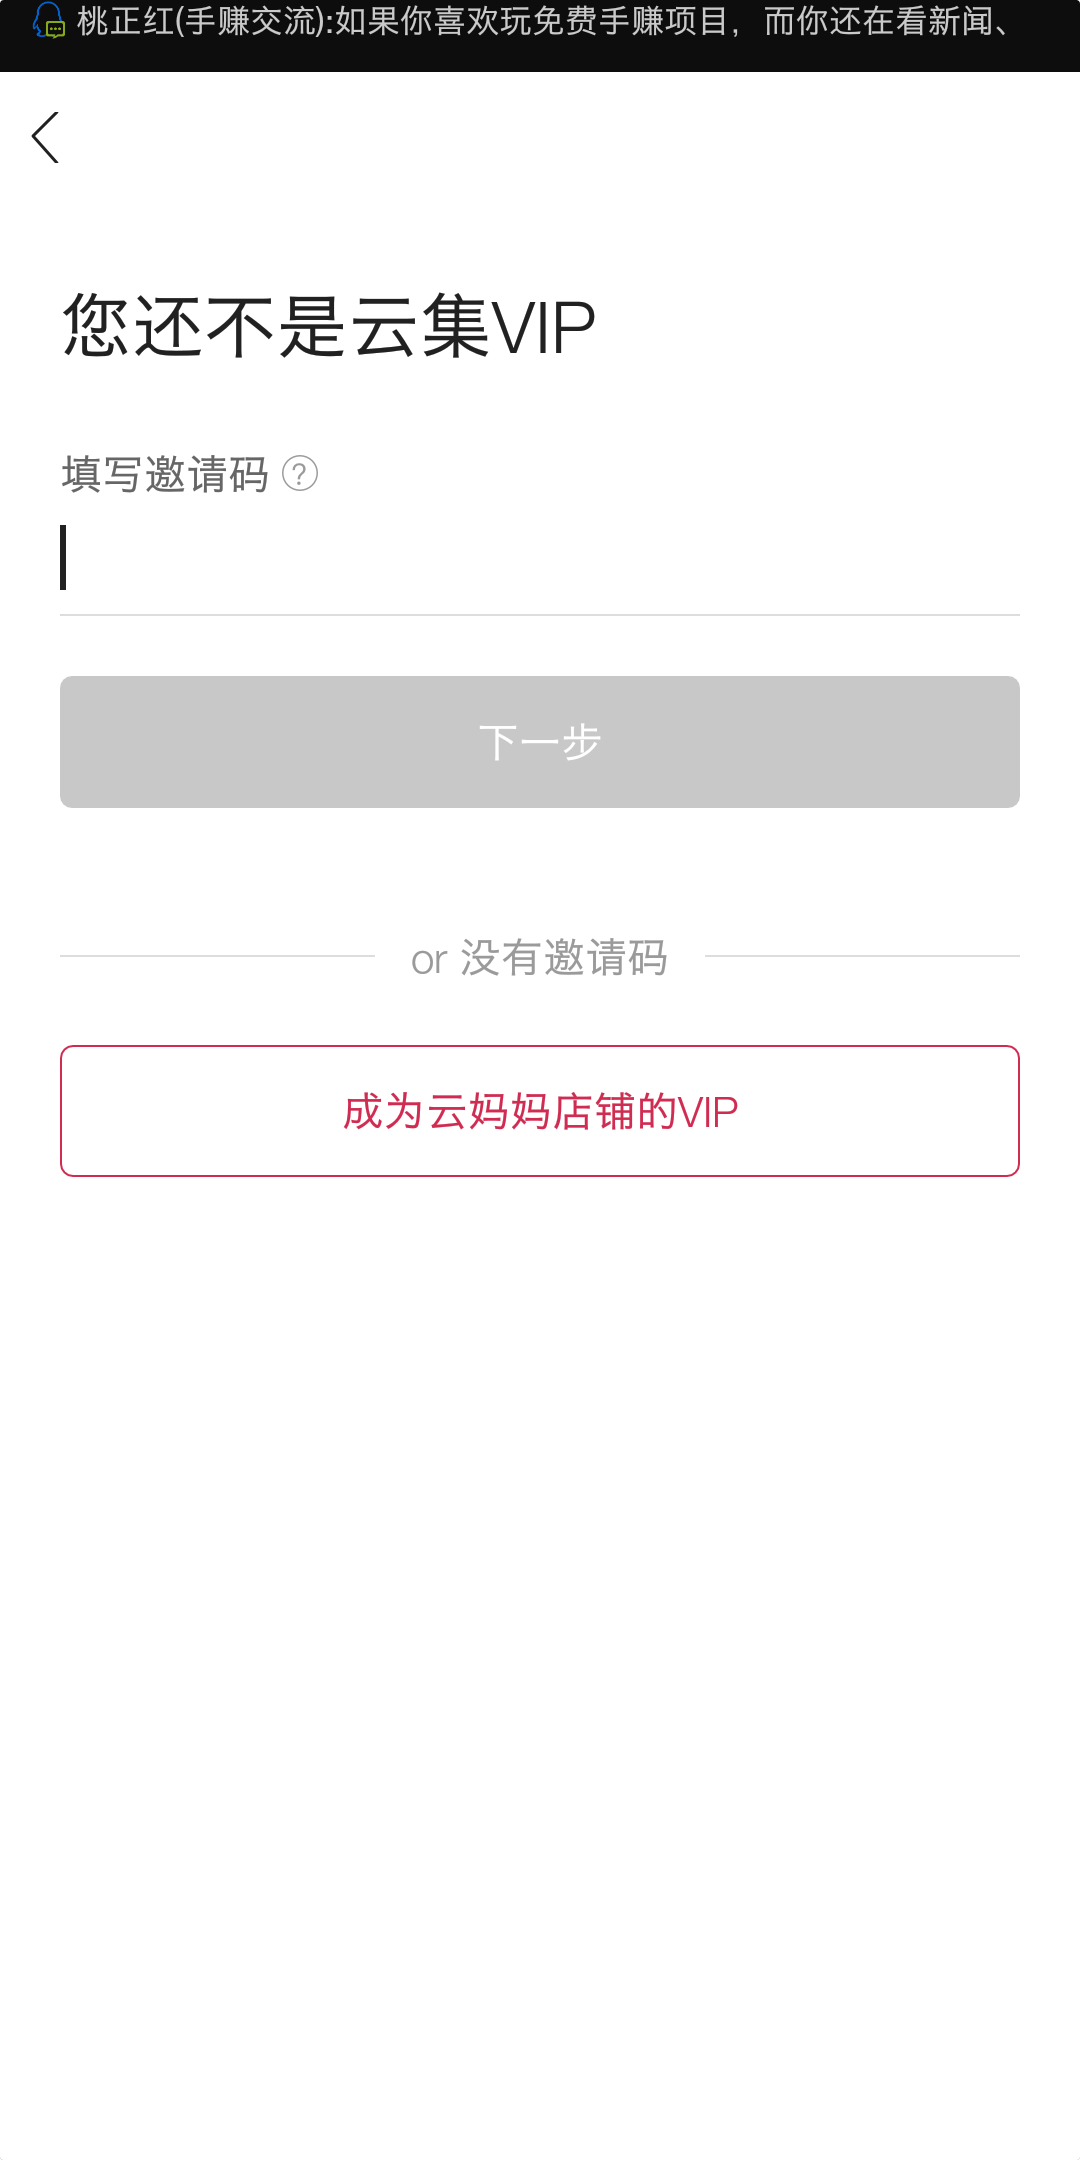 桃正红(手赚交流):如果你喜欢玩免费手赚项目，而你还在看新闻、
您还不是云集VIP
填写邀请码 ?
下一步
or 没有邀请码
成为云妈妈店铺的VIP